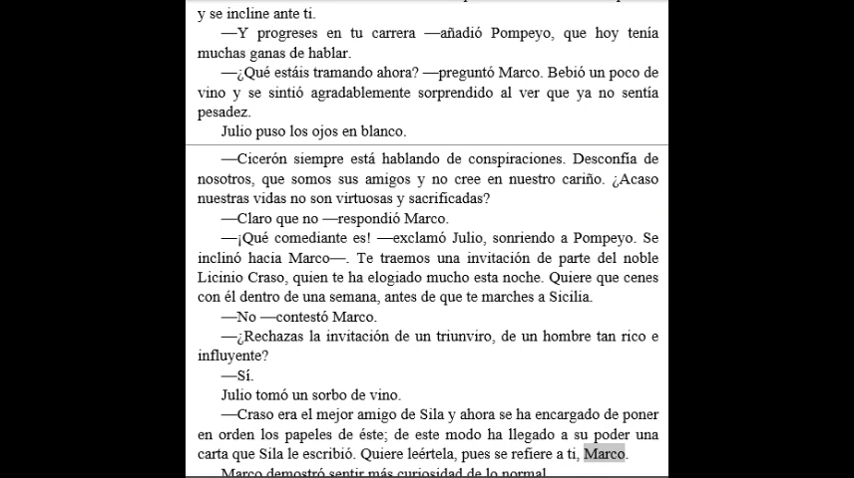 y se incline ante ti.
—Y progreses en tu carrera —añadió Pompeyo, que hoy tenía
muchas ganas de hablar.
—¿Qué estáis tramando ahora? —preguntó Marco. Bebió un poco de
vino y se sintió agradablemente sorprendido al ver que ya no sentía
pesadez.
Julio puso los ojos en blanco.
—Cicerón siempre está hablando de conspiraciones. Desconfía de
nosotros, que somos sus amigos y no cree en nuestro cariño. ¿Acaso
nuestras vidas no son virtuosas y sacrificadas?
—Claro que no —respondió Marco.
—¡Qué comediante es! —exclamó Julio, sonriendo a Pompeyo. Se
inclinó hacia Marco—. Te traemos una invitación de parte del noble
Licinio Craso, quien te ha elogiado mucho esta noche. Quiere que cenes
con él dentro de una semana, antes de que te marches a Sicilia.
—No —contestó Marco.
—¿Rechazas la invitación de un triunviro, de un hombre tan rico e
influyente?
—Sí.
Julio tomó un sorbo de vino.
—Craso era el mejor amigo de Sila y ahora se ha encargado de poner
en orden los papeles de éste; de este modo ha llegado a su poder una
carta que Sila le escribió. Quiere leértela, pues se refiere a ti, Marco.
Marco demostró sentir más curiosidad de lo normal.